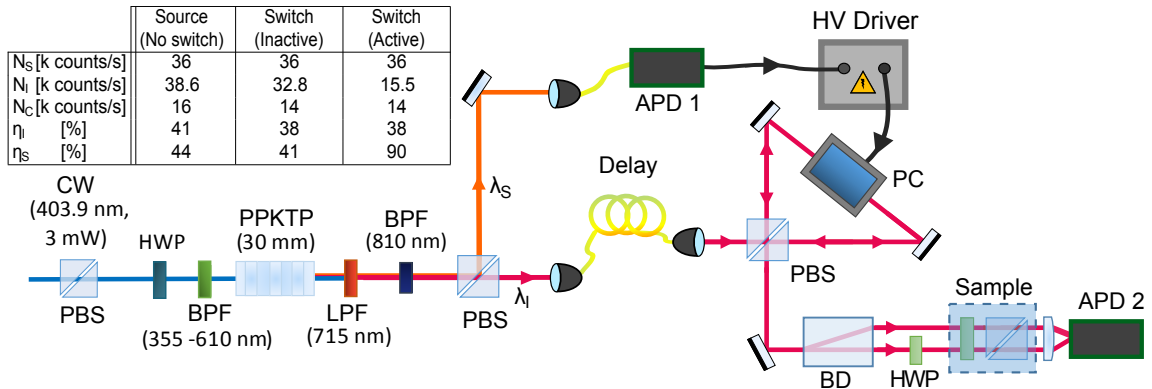 Source Switch Switch
(No switch) (Inactive) (Active)
N_S [k counts/s] 36 36 36
N_I [k counts/s] 38.6 32.8 15.5
N_C [k counts/s] 16 14 14
η_I [%] 41 38 38
η_S [%] 44 41 90
HV Driver
APD 1
CW
(403.9 nm,
3 mW)
HWP
PPKTP
(30 mm)
BPF
(810 nm)
λ_S
Delay
PC
PBS
BPF
(355 -610 nm)
LPF
(715 nm)
PBS
λ_I
PBS
Sample
APD 2
BD
HWP